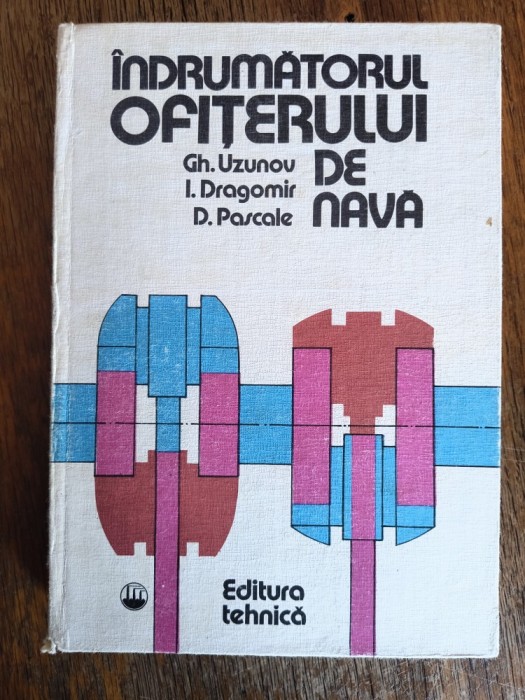 ÎNDRUMĂTORUL
OFIȚERULUI
DE
NAVĂ
Gh. Uzunov
I. Dragomir
D. Pascale
Editura
tehnică